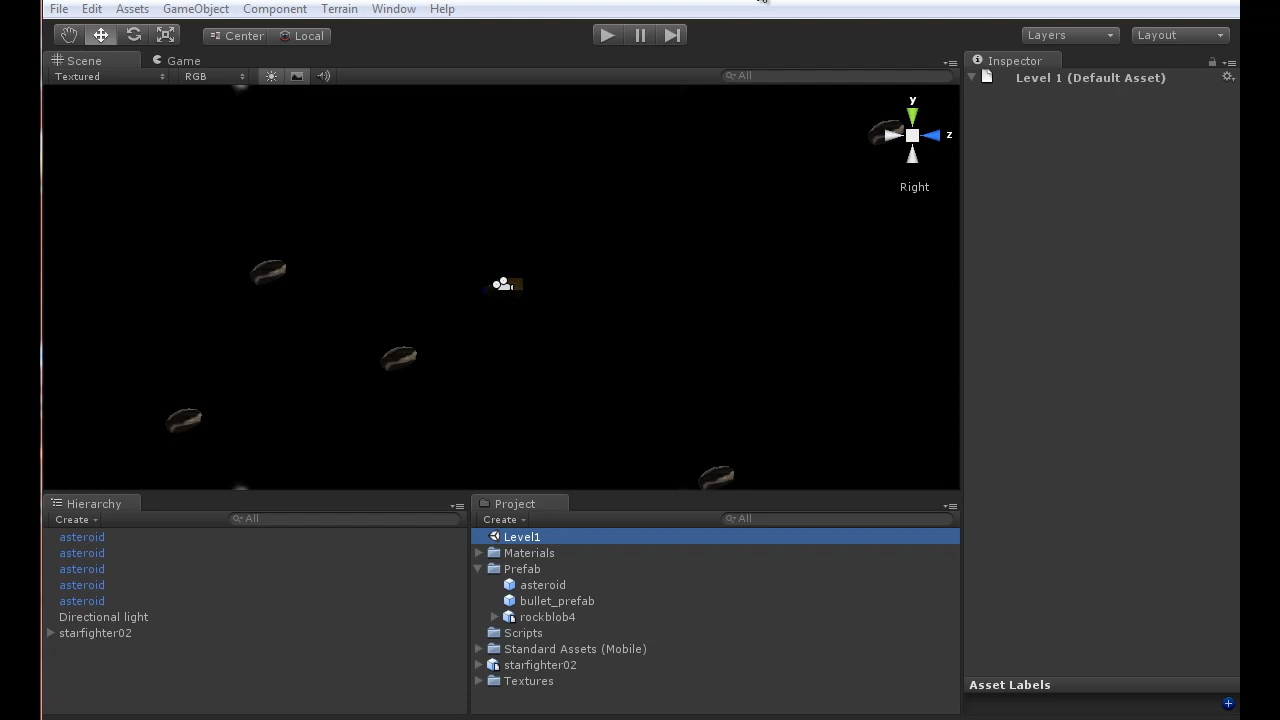 File Edit Assets GameObject Component Terrain Window Help
Center Local Layers Layout
Scene Game Inspector
Textured RGB All Level 1 (Default Asset)
y
z
Right
Hierarchy Project
Create All Create All
asteroid Level1
asteroid Materials
asteroid Prefab
asteroid asteroid
asteroid bullet_prefab
Directional light rockblob4
starfighter02 Scripts
Standard Assets (Mobile)
starfighter02
Textures
Asset Labels